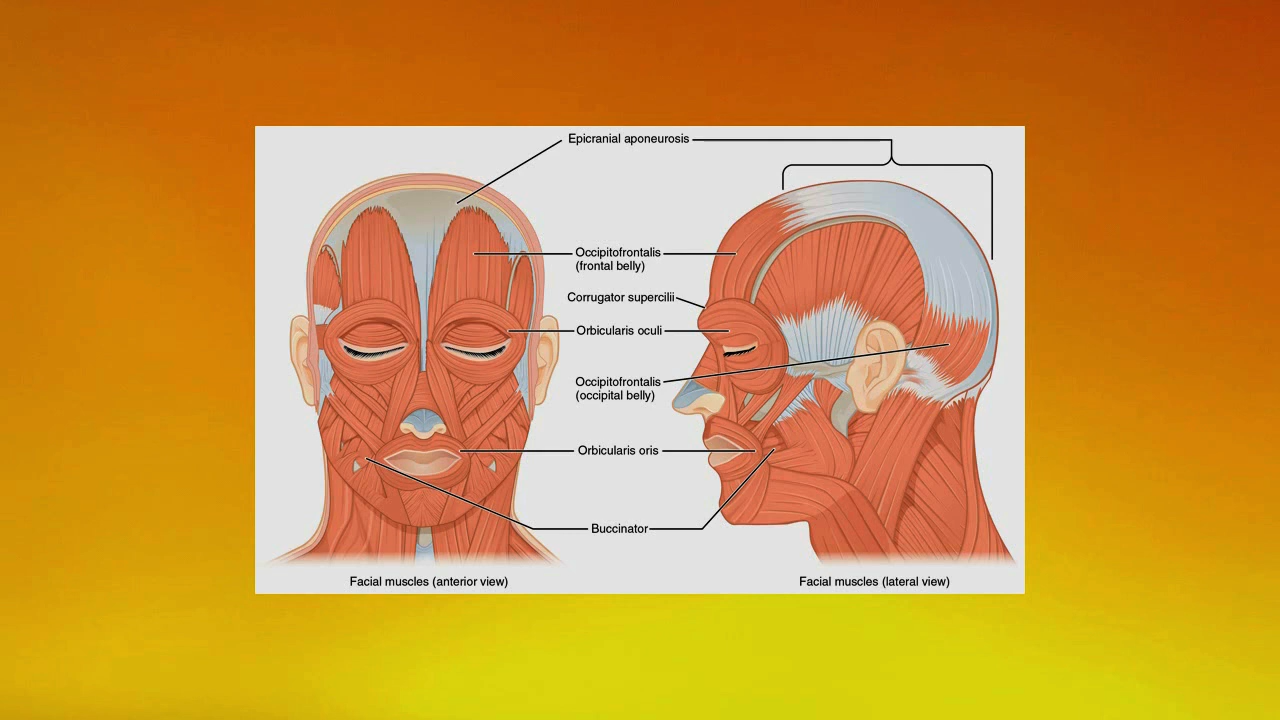 Epicranial aponeurosis
Occipitofrontalis
(frontal belly)
Corrugator supercilii
Orbicularis oculi
Occipitofrontalis
(occipital belly)
Orbicularis oris
Buccinator
Facial muscles (anterior view)
Facial muscles (lateral view)